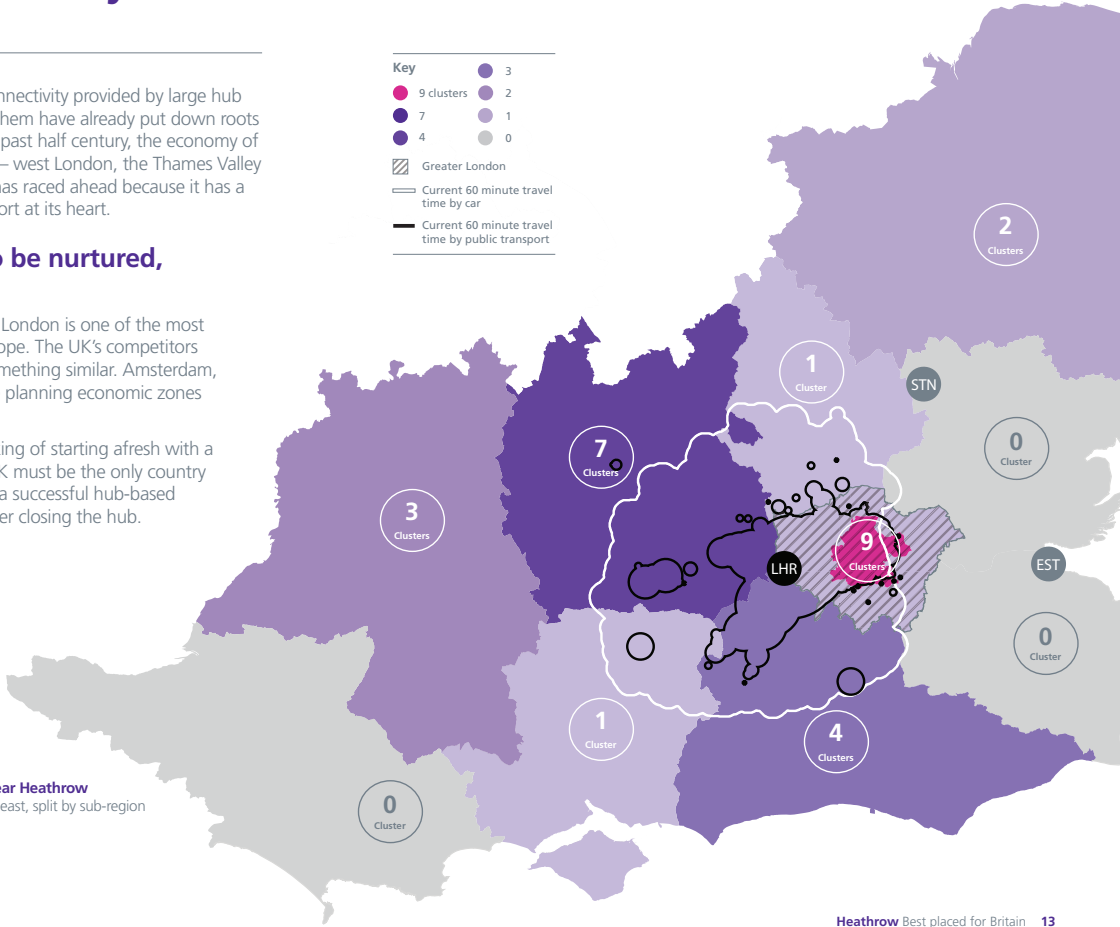 nnectivity provided by large hub
hem have already put down roots
past half century, the economy of
– west London, the Thames Valley
as raced ahead because it has a
ort at its heart.
be nurtured,
London is one of the most
ope. The UK's competitors
mething similar. Amsterdam,
planning economic zones
ing of starting afresh with a
K must be the only country
a successful hub-based
er closing the hub.
ear Heathrow
east, split by sub-region
Key
9 clusters
7
4
3
2
1
0
Greater London
Current 60 minute travel
time by car
Current 60 minute travel
time by public transport
2
Clusters
1
Cluster
STN
7
Clusters
0
Cluster
3
Clusters
9
Clusters
LHR
EST
0
Cluster
1
Cluster
4
Clusters
0
Cluster
Heathrow Best placed for Britain 13